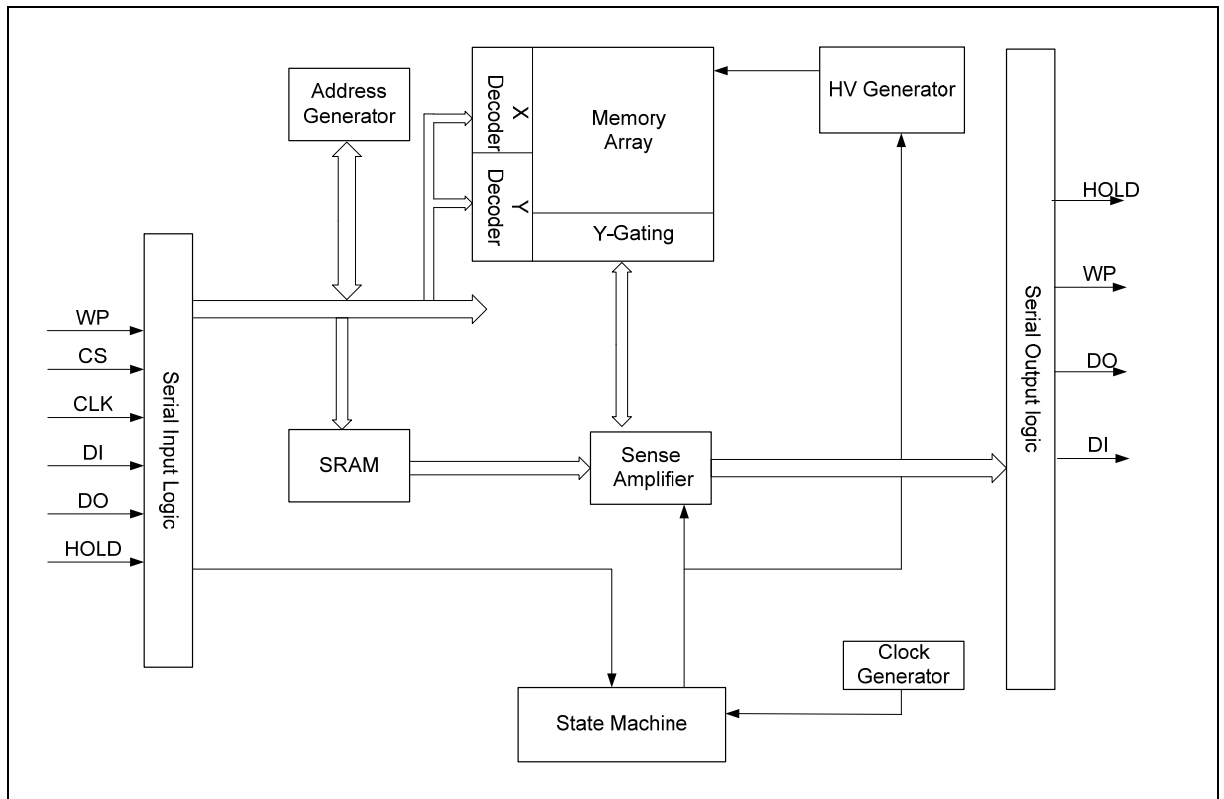 Address
Generator
X
Decoder
Y
Decoder
Memory
Array
Y-Gating
HV Generator
WP
CS
CLK
DI
DO
HOLD
Serial Input Logic
SRAM
Sense
Amplifier
State Machine
Clock
Generator
Serial Output logic
HOLD
WP
DO
DI